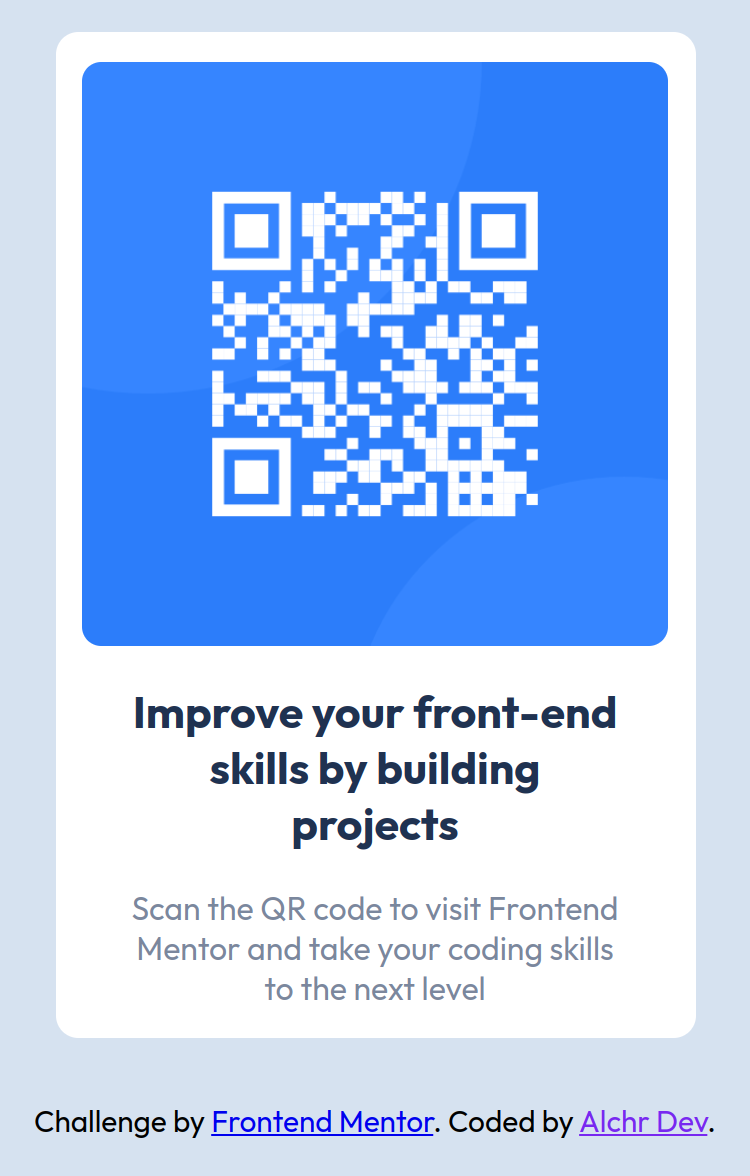 Improve your front-end
skills by building
projects
Scan the QR code to visit Frontend
Mentor and take your coding skills
to the next level
Challenge by Frontend Mentor. Coded by Alchr Dev.